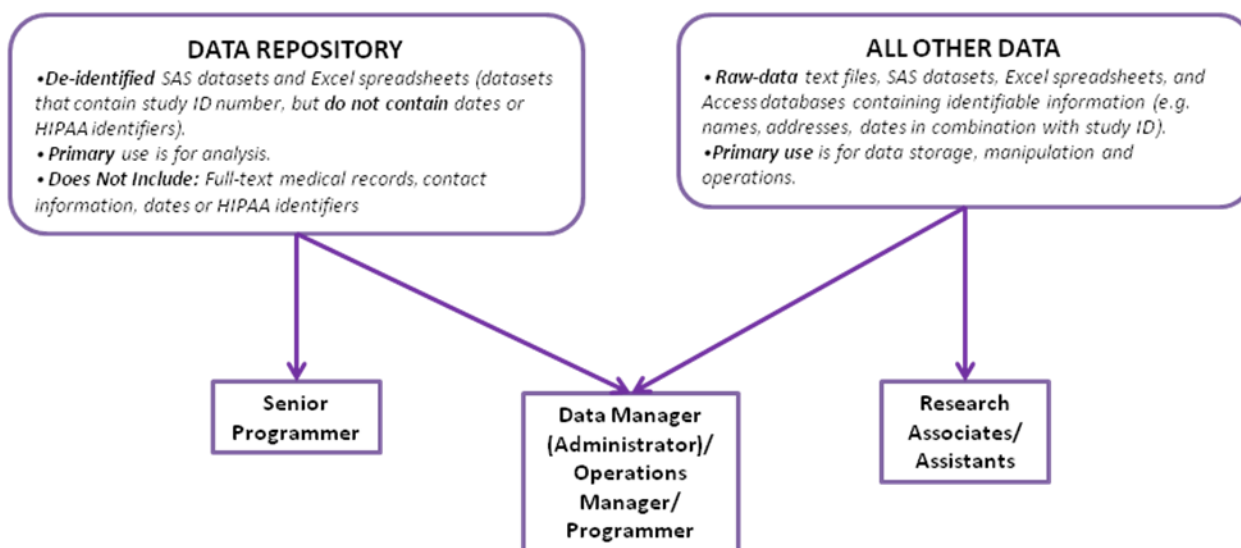 DATA REPOSITORY
•De-identified SAS datasets and Excel spreadsheets (datasets
that contain study ID number, but do not contain dates or
HIPAA identifiers).
•Primary use is for analysis.
•Does Not Include: Full-text medical records, contact
information, dates or HIPAA identifiers
ALL OTHER DATA
•Raw-data text files, SAS datasets, Excel spreadsheets, and
Access databases containing identifiable information (e.g.
names, addresses, dates in combination with study ID).
•Primary use is for data storage, manipulation and
operations.
Senior
Programmer
Data Manager
(Administrator)/
Operations
Manager/
Programmer
Research
Associates/
Assistants